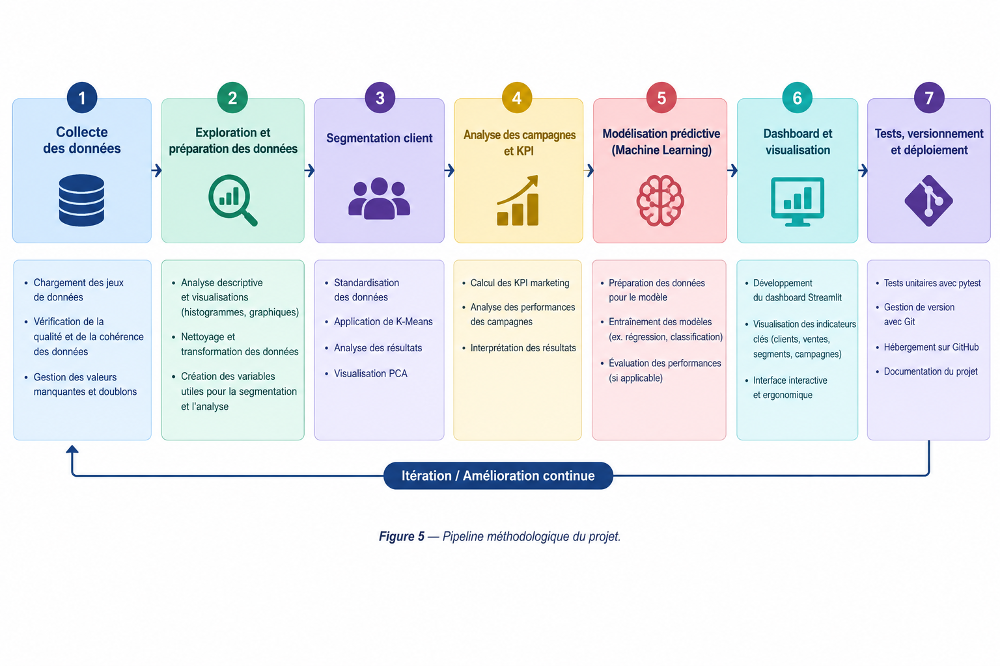 1
Collecte
des données
2
Exploration et
préparation des données
3
Segmentation client
4
Analyse des campagnes
et KPI
5
Modélisation prédictive
(Machine Learning)
6
Dashboard et
visualisation
7
Tests, versionnement
et déploiement
• Chargement des jeux
de données
• Vérification de la
qualité et de la cohérence
des données
• Gestion des valeurs
manquantes et doublons
• Analyse descriptive
et visualisations
(histogrammes, graphiques)
• Nettoyage et
transformation des données
• Création des variables
utiles pour la segmentation
et l'analyse
• Standardisation
des données
• Application de K-Means
• Analyse des résultats
• Visualisation PCA
• Calcul des KPI marketing
• Analyse des performances
des campagnes
• Interprétation des résultats
• Préparation des données
pour le modèle
• Entraînement des modèles
(ex. régression, classification)
• Évaluation des performances
(si applicable)
• Développement
du dashboard Streamlit
• Visualisation des indicateurs
clés (clients, ventes,
segments, campagnes)
• Interface interactive
et ergonomique
• Tests unitaires avec pytest
• Gestion de version
avec Git
• Hébergement sur GitHub
• Documentation du projet
Itération / Amélioration continue
Figure 5 — Pipeline méthodologique du projet.